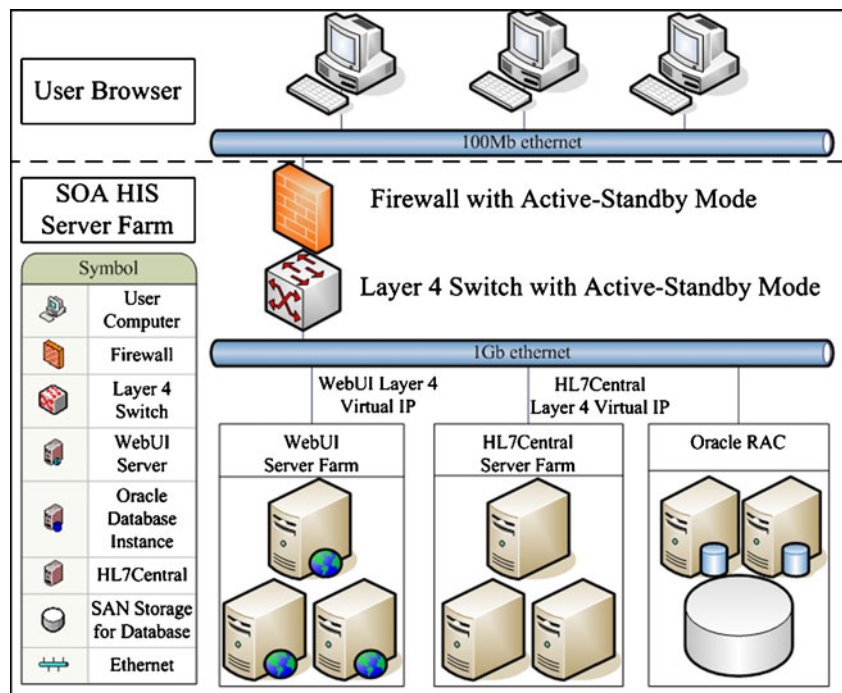 User Browser
100Mb ethernet
SOA HIS
Server Farm
Firewall with Active-Standby Mode
Layer 4 Switch with Active-Standby Mode
1Gb ethernet
Symbol
User
Computer
Firewall
Layer 4
Switch
WebUI
Server
Oracle
Database
Instance
HL7Central
SAN Storage
for Database
Ethernet
WebUI Layer 4
Virtual IP
HL7Central
Layer 4 Virtual IP
WebUI
Server Farm
HL7Central
Server Farm
Oracle RAC